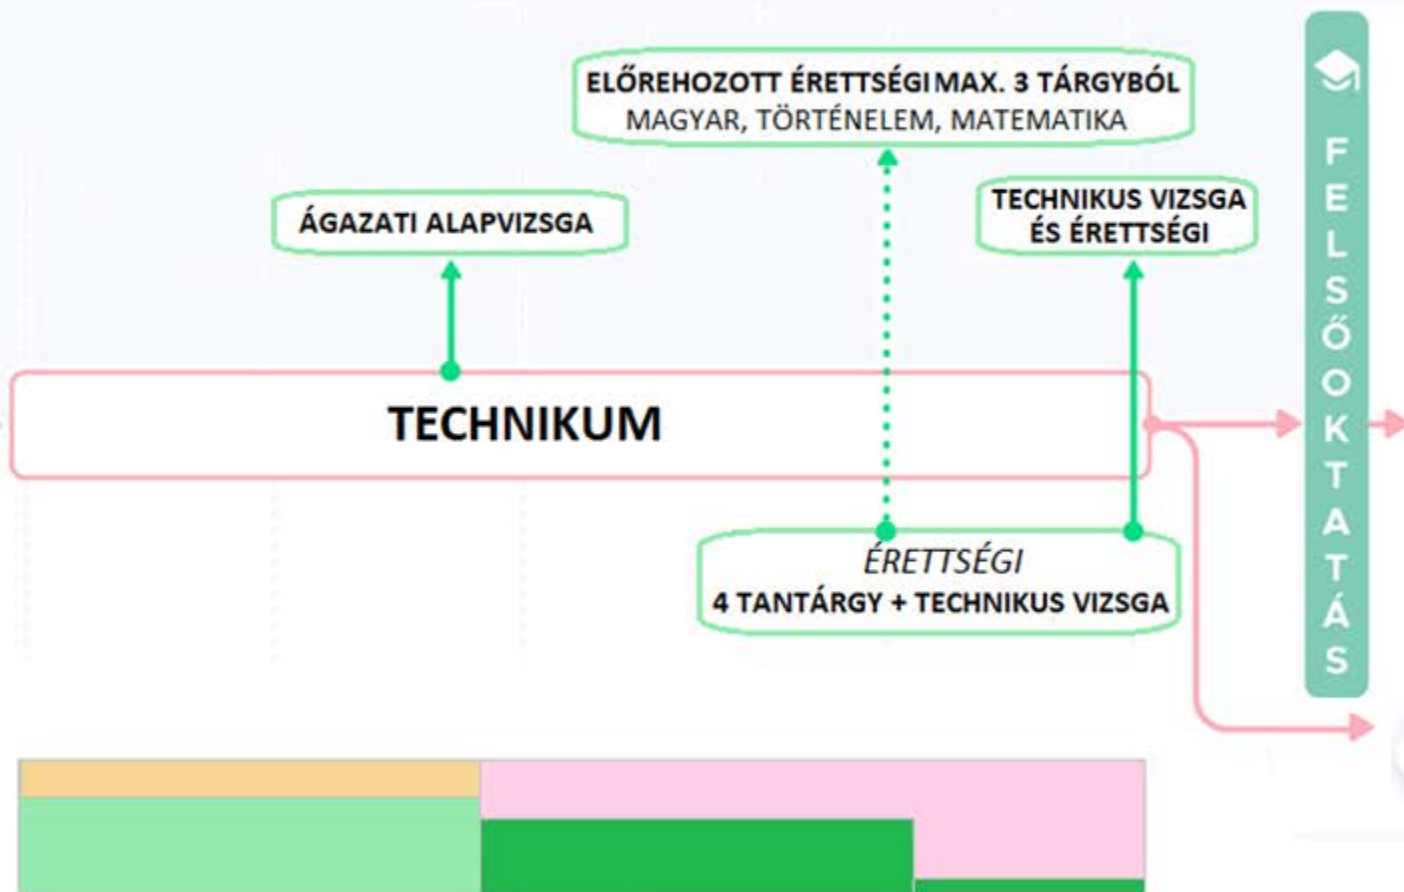 ELŐREHOZOTT ÉRETTSÉGI MAX. 3 TÁRGYBÓL
MAGYAR, TÖRTÉNELEM, MATEMATIKA
ÁGAZATI ALAPVIZSGA
TECHNIKUS VIZSGA
ÉS ÉRETTSÉGI
TECHNIKUM
ÉRETTSÉGI
4 TANTÁRGY + TECHNIKUS VIZSGA
FELSŐOKTATÁS